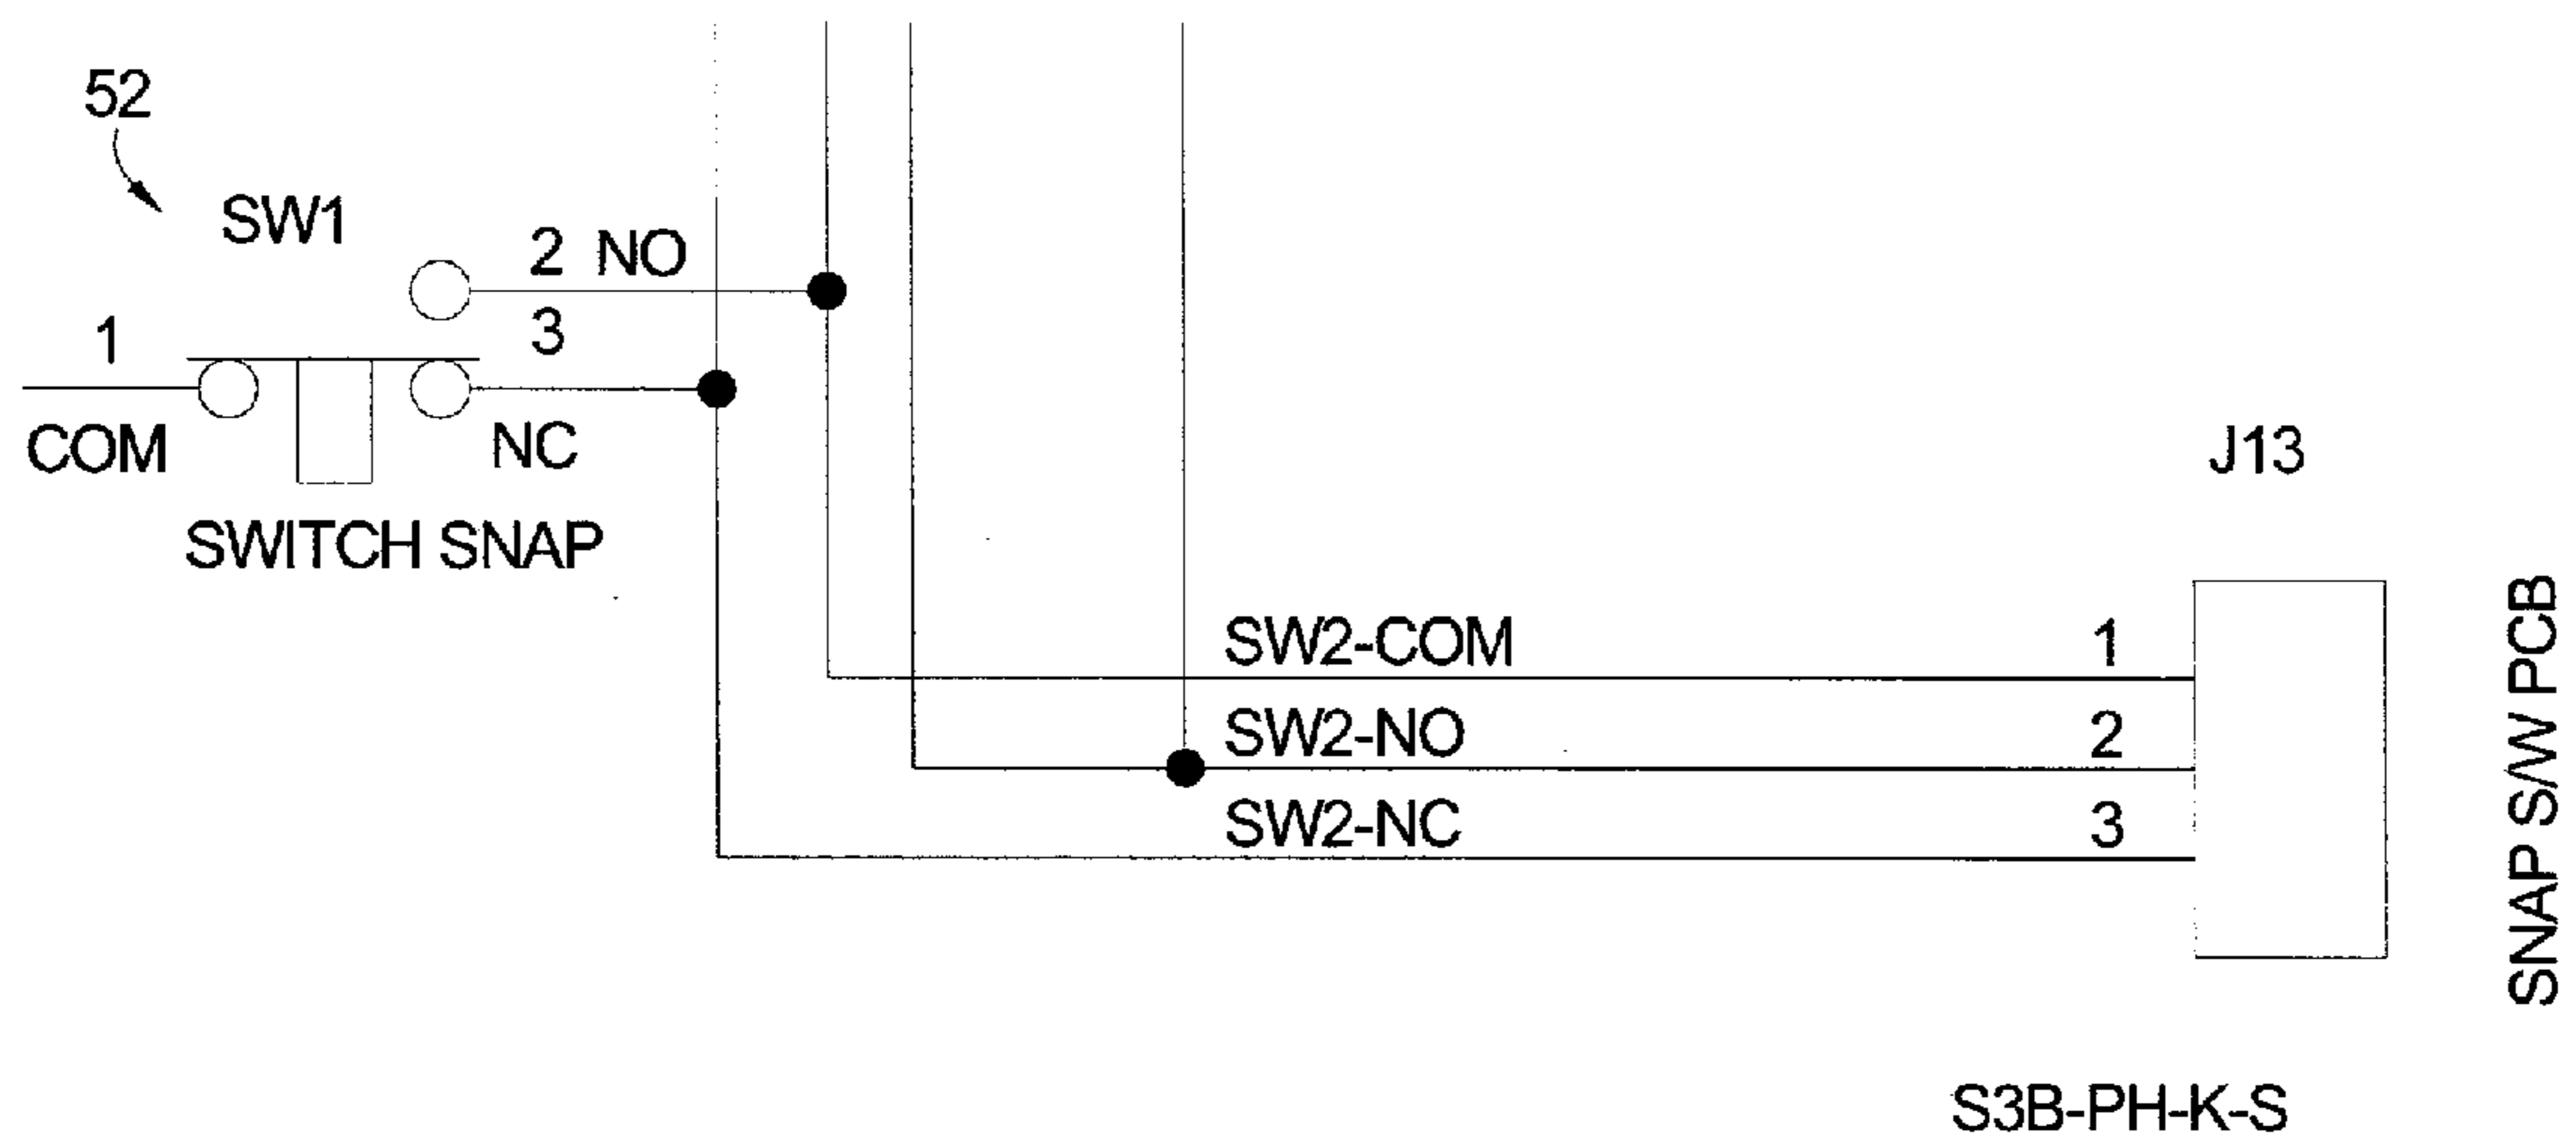 52
SW1
2 NO
3
1
COM
NC
SWITCH SNAP
J13
SW2-COM
1
SW2-NO
2
SW2-NC
3
SNAP S/W PCB
S3B-PH-K-S